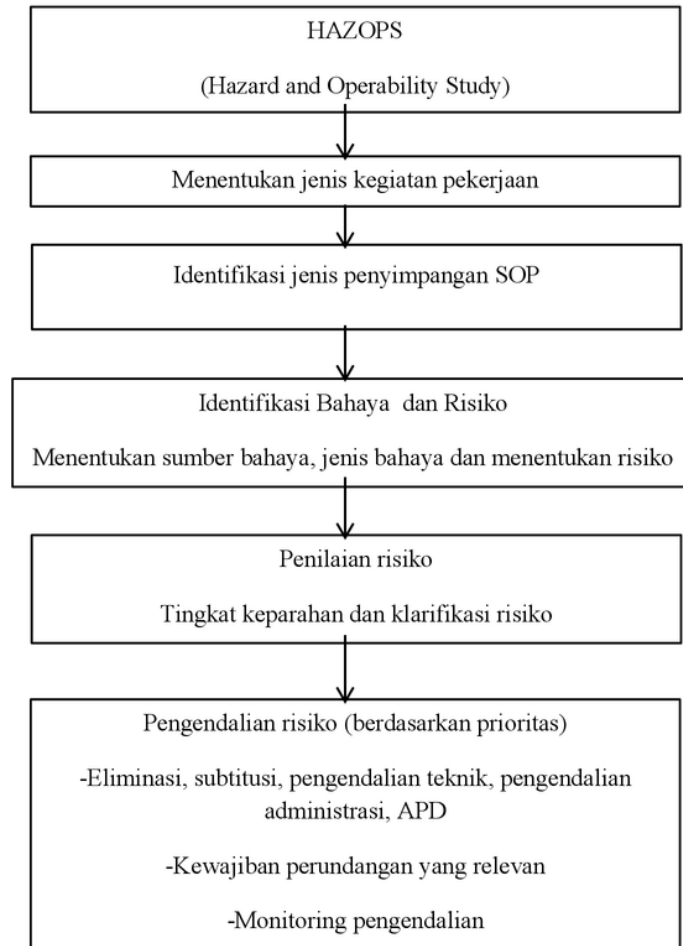 HAZOPS
(Hazard and Operability Study)
Menentukan jenis kegiatan pekerjaan
Identifikasi jenis penyimpangan SOP
Identifikasi Bahaya dan Risiko
Menentukan sumber bahaya, jenis bahaya dan menentukan risiko
Penilaian risiko
Tingkat keparahan dan klarifikasi risiko
Pengendalian risiko (berdasarkan prioritas)
-Eliminasi, subtitusi, pengendalian teknik, pengendalian
administrasi, APD
-Kewajiban perundangan yang relevan
-Monitoring pengendalian